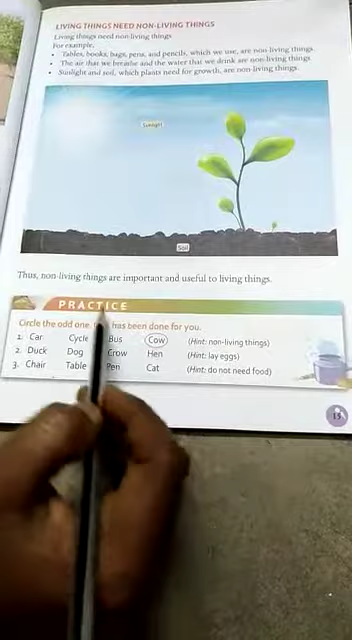 LIVING THINGS NEED NON-LIVING THINGS
Living things need non-living things.
For example,
• Tables, books, bags, pens, and pencils, which we use, are non-living things.
• The air that we breathe and the water that we drink are non-living things.
• Sunlight and soil, which plants need for growth, are non-living things.
Sunlight
Soil
Thus, non-living things are important and useful to living things.
PRACTICE
Circle the odd one. has been done for you.
1. Car Cycle Bus Cow (Hint: non-living things)
2. Duck Dog Crow Hen (Hint: lay eggs)
3. Chair Table Pen Cat (Hint: do not need food)